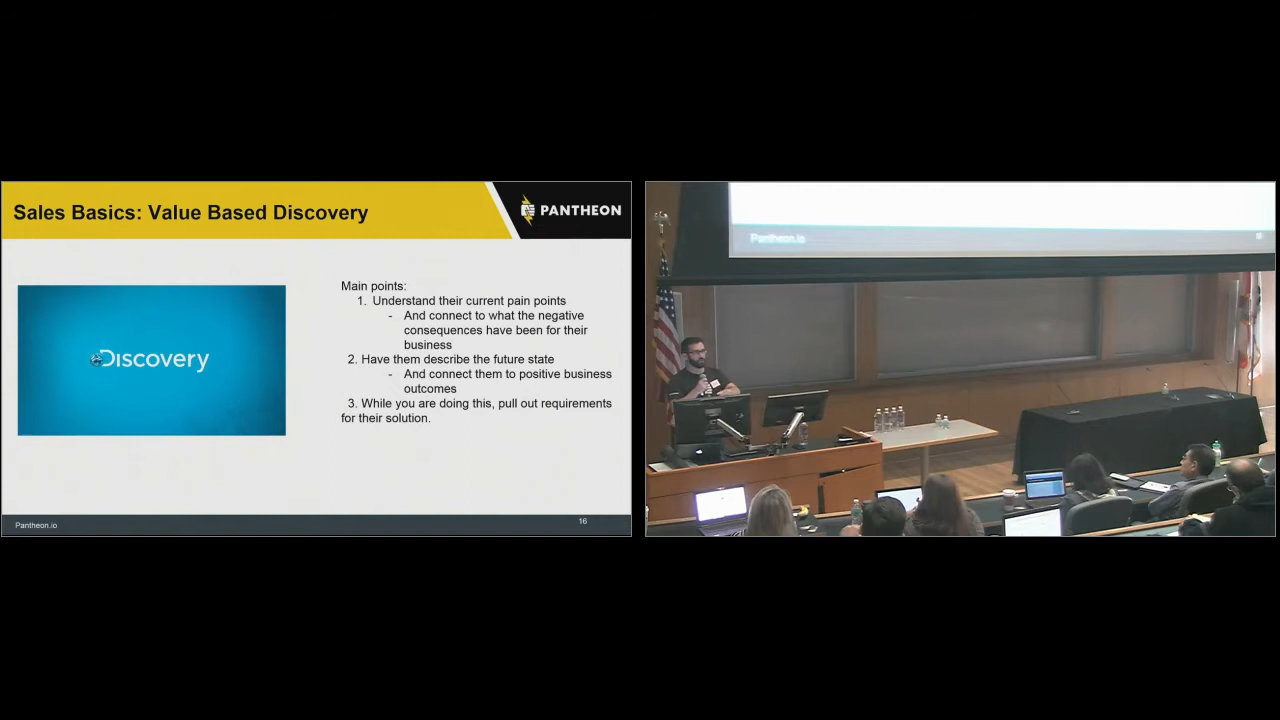 Sales Basics: Value Based Discovery
PANTHEON
Discovery
Main points:
1. Understand their current pain points
- And connect to what the negative
consequences have been for their
business
2. Have them describe the future state
- And connect them to positive business
outcomes
3. While you are doing this, pull out requirements
for their solution.
Pantheon.io
16
Pantheon.io